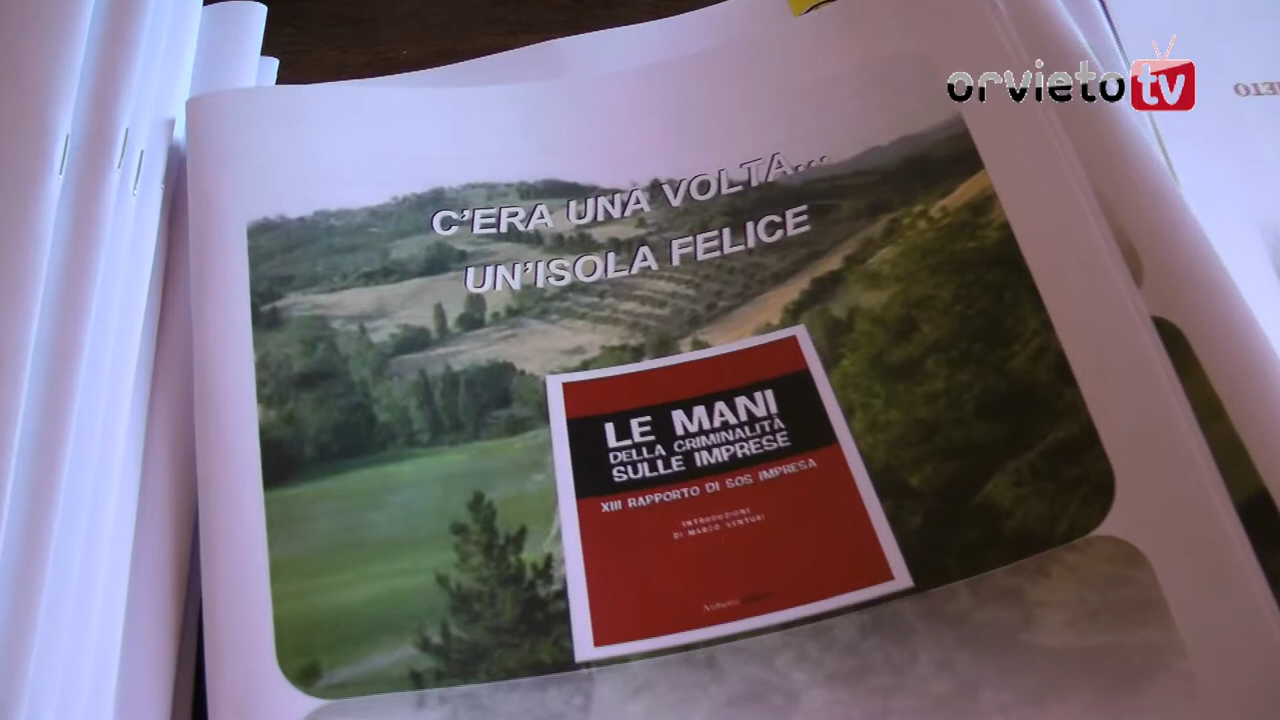 orvieto tv
C'ERA UNA VOLTA...
UN'ISOLA FELICE
LE MANI
DELLA CRIMINALITÀ
SULLE IMPRESE
XIII RAPPORTO DI SOS IMPRESA
INTRODUZIONE
DI MARCO VENTURI